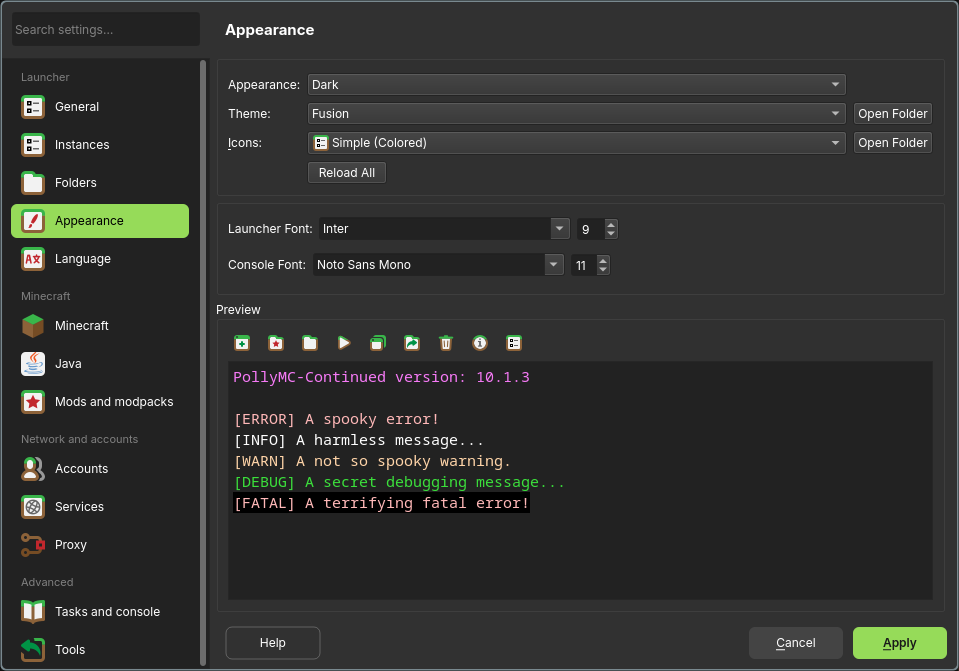 Search settings...
Appearance
Launcher
General
Instances
Folders
Appearance
Language
Minecraft
Minecraft
Java
Mods and modpacks
Network and accounts
Accounts
Services
Proxy
Advanced
Tasks and console
Tools
Appearance: Dark
Theme: Fusion Open Folder
Icons: Simple (Colored) Open Folder
Reload All
Launcher Font: Inter 9
Console Font: Noto Sans Mono 11
Preview
PollyMC-Continued version: 10.1.3
[ERROR] A spooky error!
[INFO] A harmless message...
[WARN] A not so spooky warning.
[DEBUG] A secret debugging message...
[FATAL] A terrifying fatal error!
Help Cancel Apply